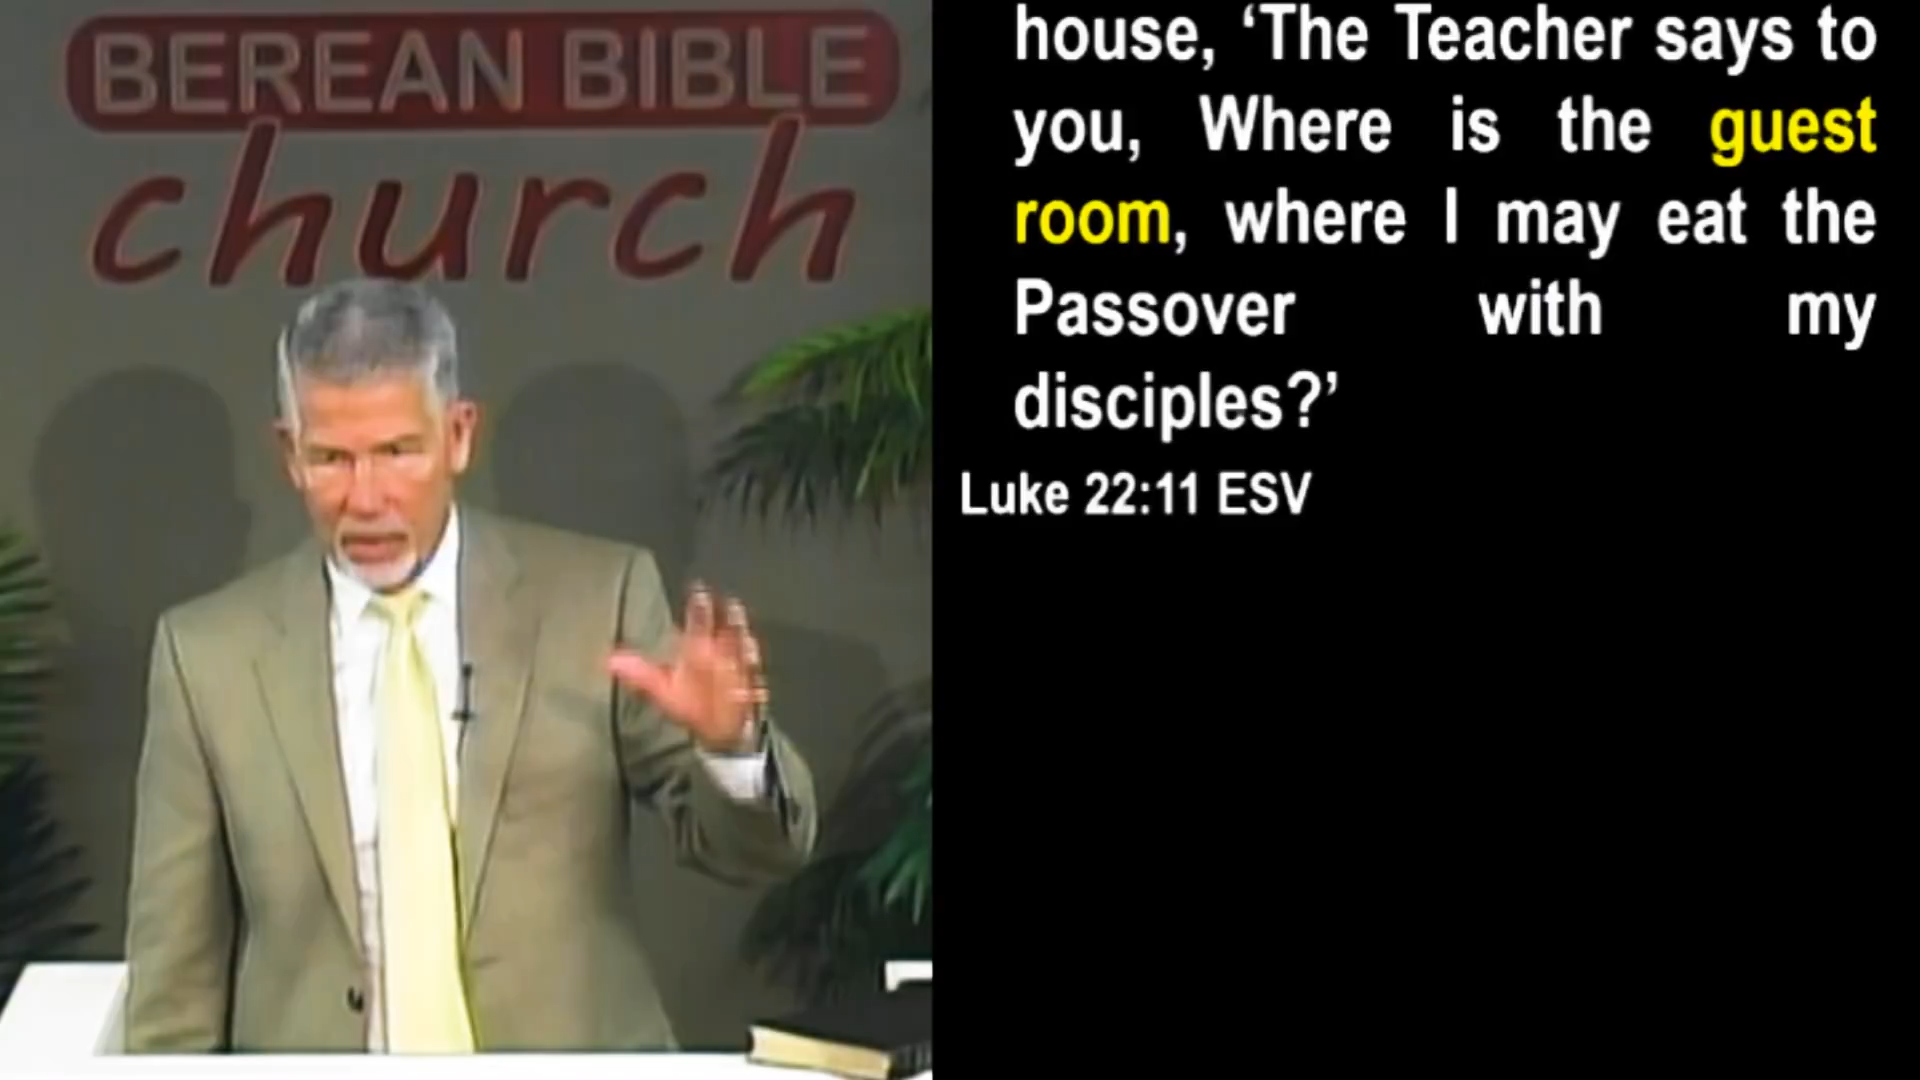 BEREAN BIBLE
church
house, ‘The Teacher says to
you, Where is the guest
room, where I may eat the
Passover with my
disciples?’
Luke 22:11 ESV